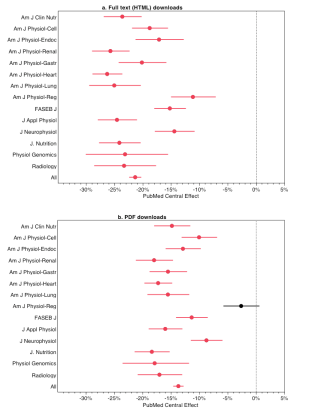 a. Full text (HTML) downloads
Am J Clin Nutr
Am J Physiol-Cell
Am J Physiol-Endoc
Am J Physiol-Renal
Am J Physiol-Gastr
Am J Physiol-Heart
Am J Physiol-Lung
Am J Physiol-Reg
FASEB J
J Appl Physiol
J Neurophysiol
J. Nutrition
Physiol Genomics
Radiology
All
-30% -25% -20% -15% -10% -5% 0% 5%
PubMed Central Effect
b. PDF downloads
Am J Clin Nutr
Am J Physiol-Cell
Am J Physiol-Endoc
Am J Physiol-Renal
Am J Physiol-Gastr
Am J Physiol-Heart
Am J Physiol-Lung
Am J Physiol-Reg
FASEB J
J Appl Physiol
J Neurophysiol
J. Nutrition
Physiol Genomics
Radiology
All
-30% -25% -20% -15% -10% -5% 0% 5%
PubMed Central Effect